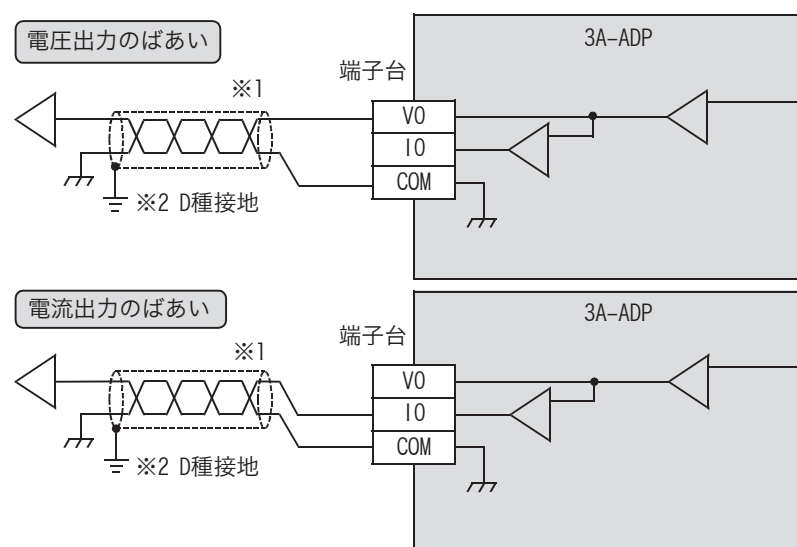 電圧出力のばあい
3A-ADP
端子台
※1
V0
I0
COM
※2 D種接地
電流出力のばあい
3A-ADP
端子台
※1
V0
I0
COM
※2 D種接地